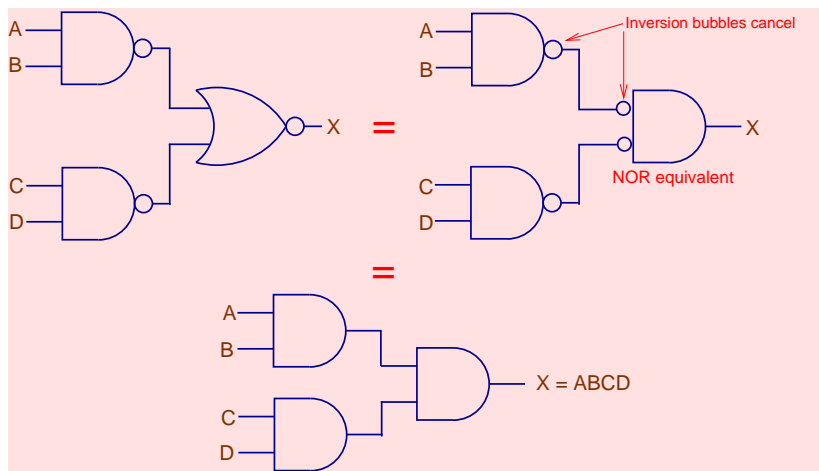 A
B
X
C
D
=
A
Inversion bubbles cancel
B
X
NOR equivalent
C
D
=
A
B
X = ABCD
C
D